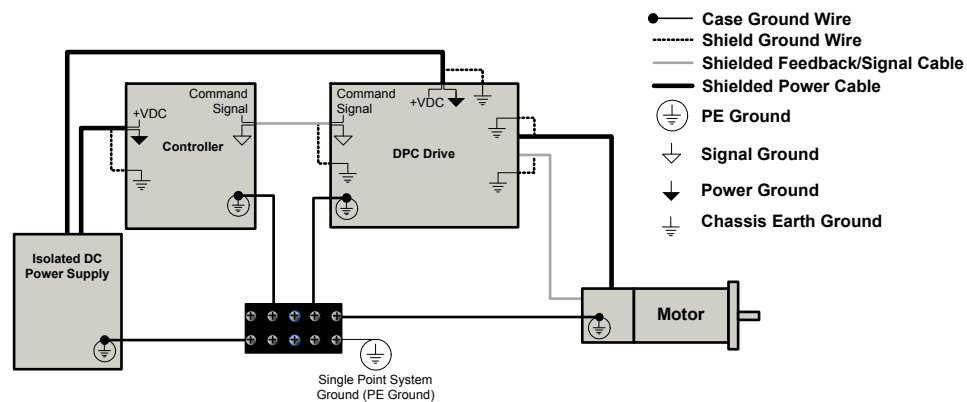 Case Ground Wire
Shield Ground Wire
Shielded Feedback/Signal Cable
Shielded Power Cable
PE Ground
Signal Ground
Power Ground
Chassis Earth Ground
+VDC
Command
Signal
Controller
Command
Signal
+VDC
DPC Drive
Isolated DC
Power Supply
Motor
Single Point System
Ground (PE Ground)